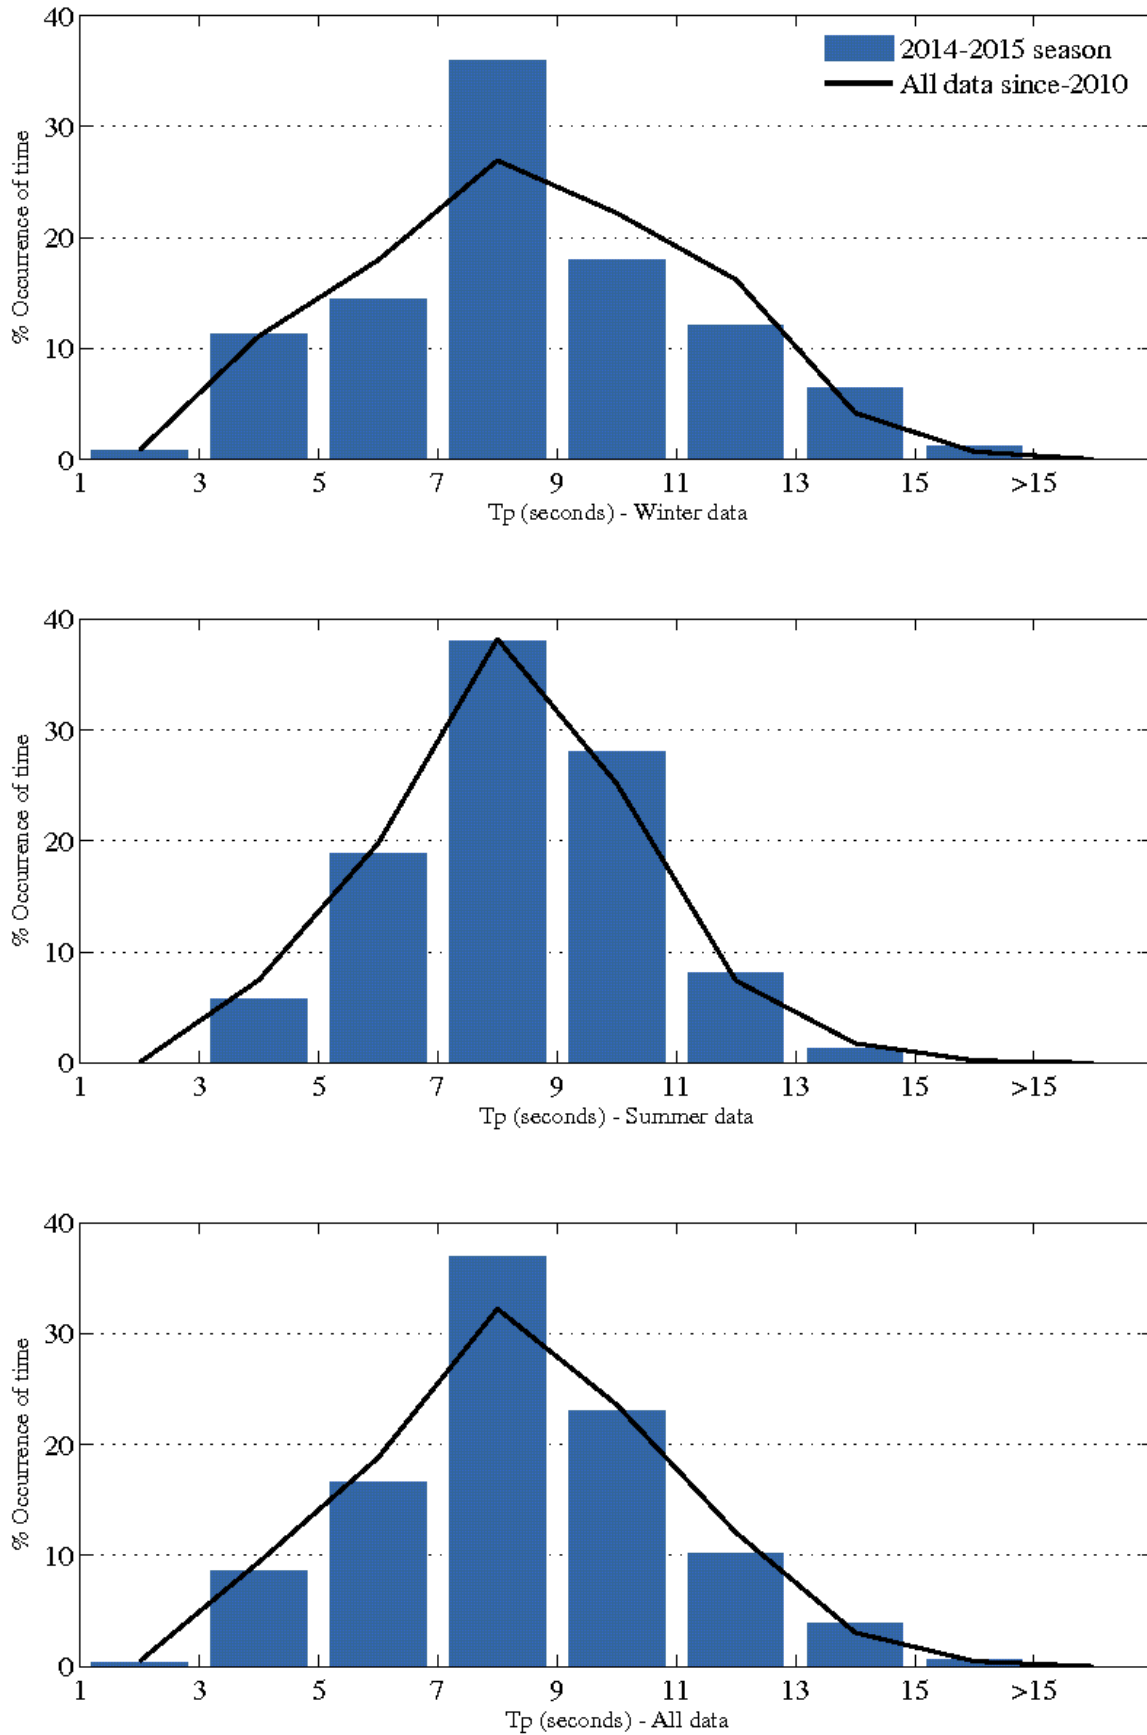 40
30
20
10
0
% Occurrence of time
2014-2015 season
All data since-2010
1 3 5 7 9 11 13 15 >15
Tp (seconds) - Winter data
40
30
20
10
0
% Occurrence of time
1 3 5 7 9 11 13 15 >15
Tp (seconds) - Summer data
40
30
20
10
0
% Occurrence of time
1 3 5 7 9 11 13 15 >15
Tp (seconds) - All data